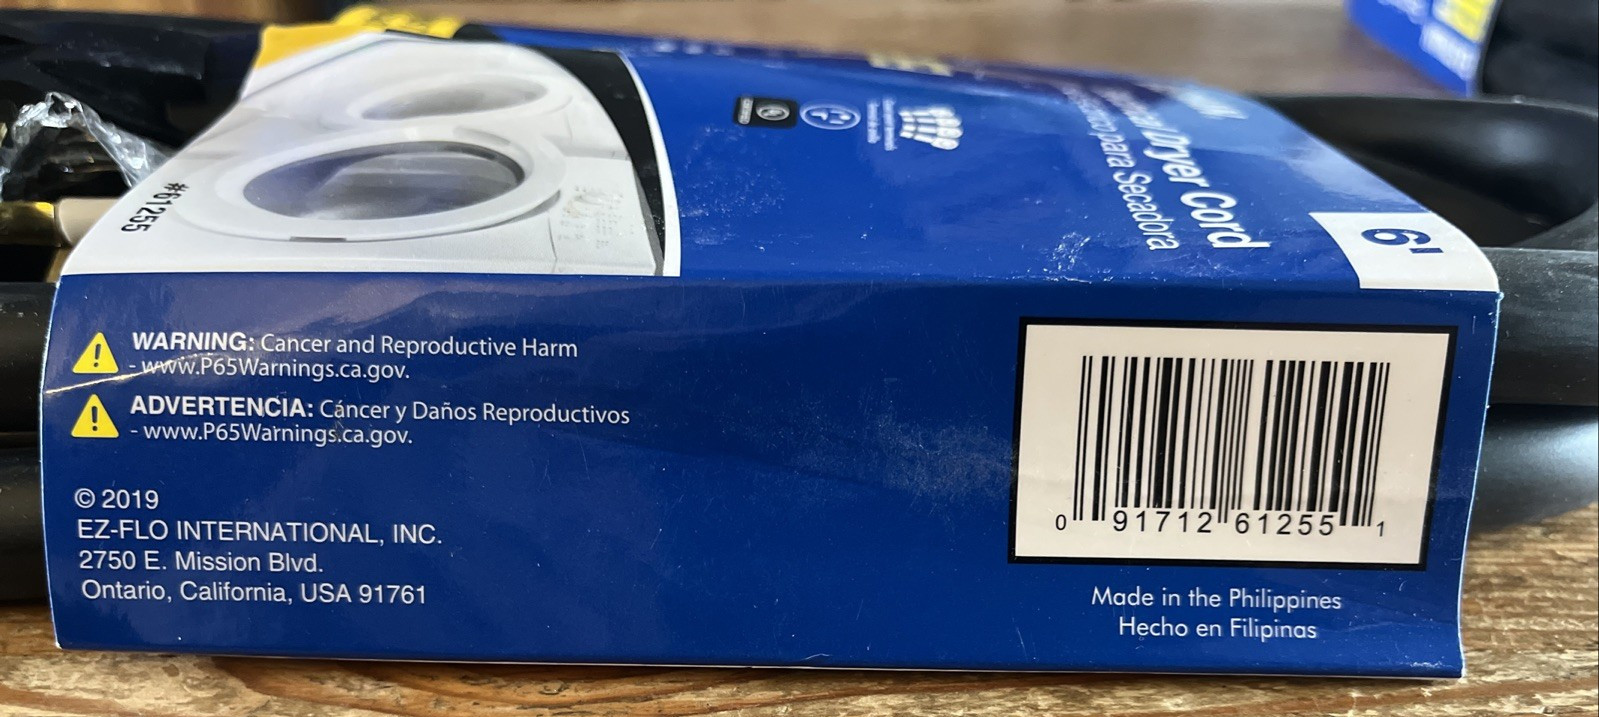 #61255
Dryer Cord
para Secadora
6'
WARNING: Cancer and Reproductive Harm
- www.P65Warnings.ca.gov.
ADVERTENCIA: Cáncer y Daños Reproductivos
- www.P65Warnings.ca.gov.
© 2019
EZ-FLO INTERNATIONAL, INC.
2750 E. Mission Blvd.
Ontario, California, USA 91761
0 91712 61255 1
Made in the Philippines
Hecho en Filipinas